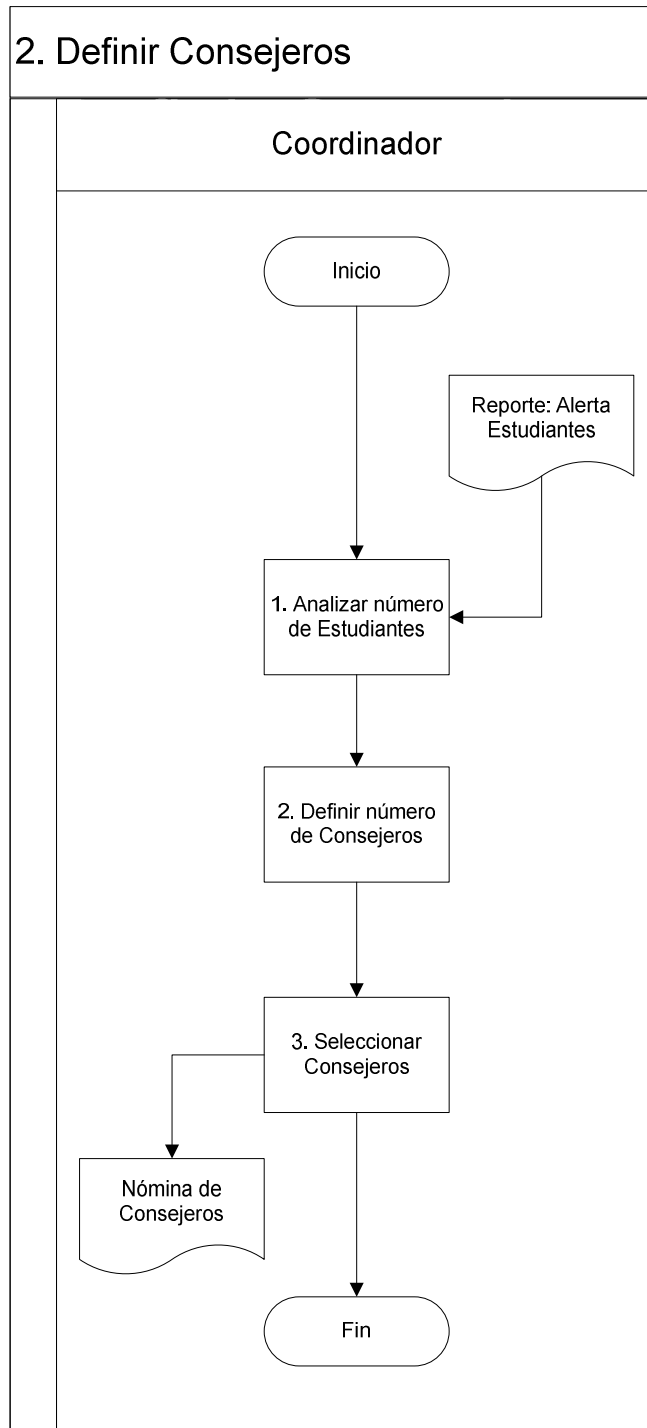 2. Definir Consejeros
Coordinador
Inicio
Reporte: Alerta
Estudiantes
1. Analizar número
de Estudiantes
2. Definir número
de Consejeros
3. Seleccionar
Consejeros
Nómina de
Consejeros
Fin